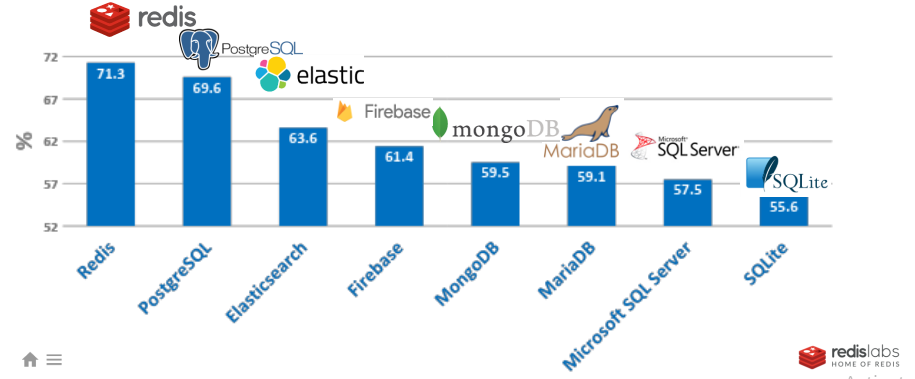 redis
PostgreSQL
elastic
Firebase
mongoDB
MariaDB
Microsoft
SQL Server
SQLite
%
72
67
62
57
52
71.3
69.6
63.6
61.4
59.5
59.1
57.5
55.6
Redis
PostgreSQL
Elasticsearch
Firebase
MongoDB
MariaDB
Microsoft SQL Server
SQLite
redislabs
HOME OF REDIS